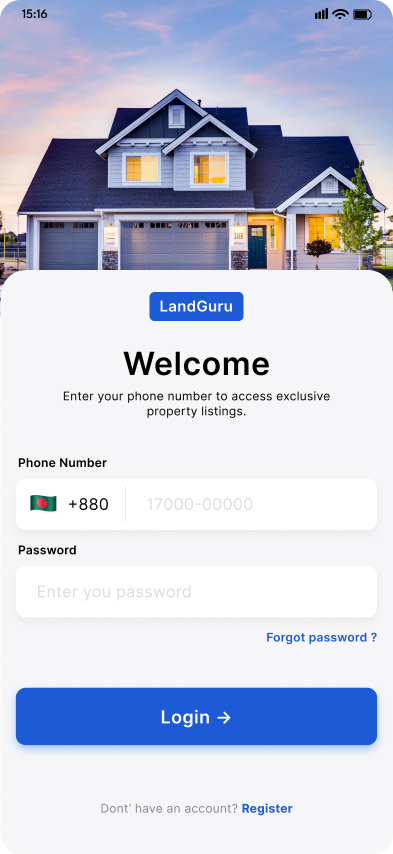 15:16
LandGuru
Welcome
Enter your phone number to access exclusive
property listings.
Phone Number
+880 17000-00000
Password
Enter you password
Forgot password ?
Login →
Dont’ have an account? Register